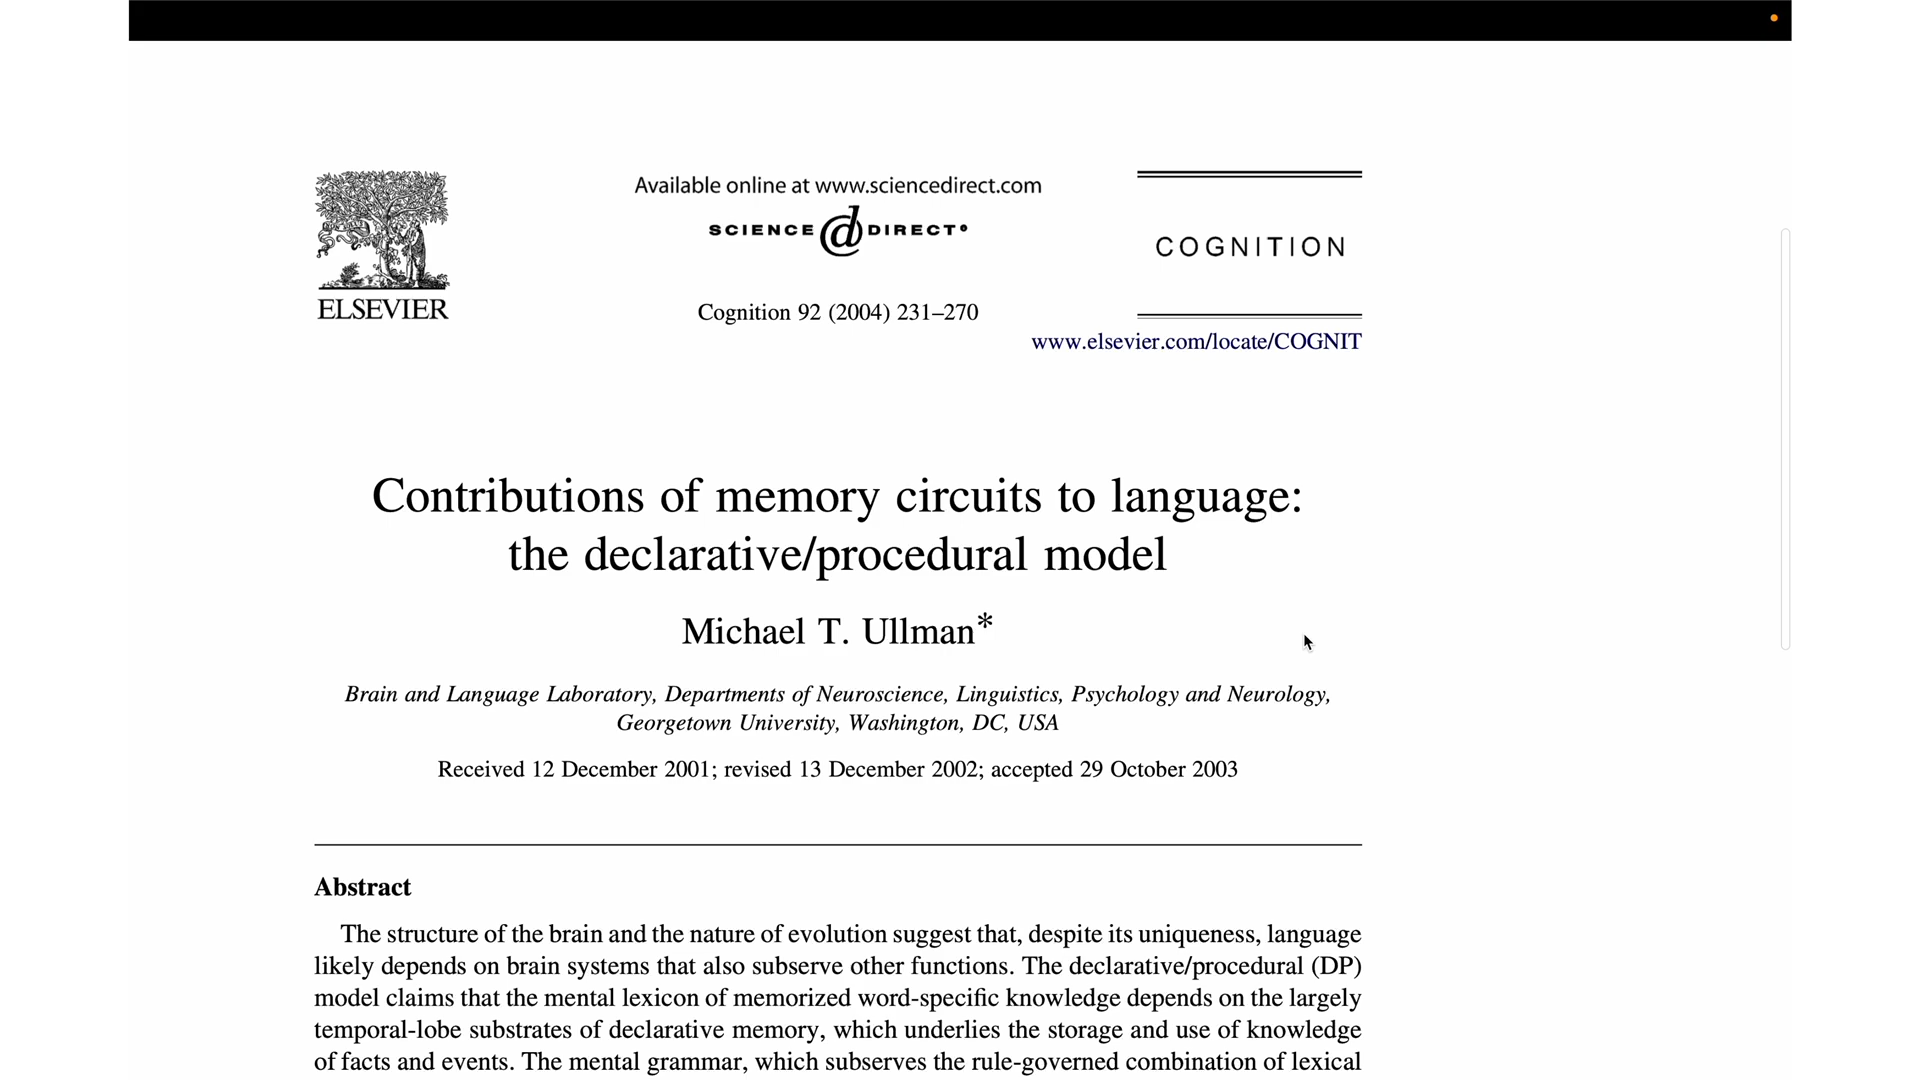 ELSEVIER
Available online at www.sciencedirect.com
SCIENCE DIRECT®
Cognition 92 (2004) 231–270
COGNITION
www.elsevier.com/locate/COGNIT
Contributions of memory circuits to language:
the declarative/procedural model
Michael T. Ullman*
Brain and Language Laboratory, Departments of Neuroscience, Linguistics, Psychology and Neurology,
Georgetown University, Washington, DC, USA
Received 12 December 2001; revised 13 December 2002; accepted 29 October 2003
Abstract
The structure of the brain and the nature of evolution suggest that, despite its uniqueness, language
likely depends on brain systems that also subserve other functions. The declarative/procedural (DP)
model claims that the mental lexicon of memorized word-specific knowledge depends on the largely
temporal-lobe substrates of declarative memory, which underlies the storage and use of knowledge
of facts and events. The mental grammar, which subserves the rule-governed combination of lexical